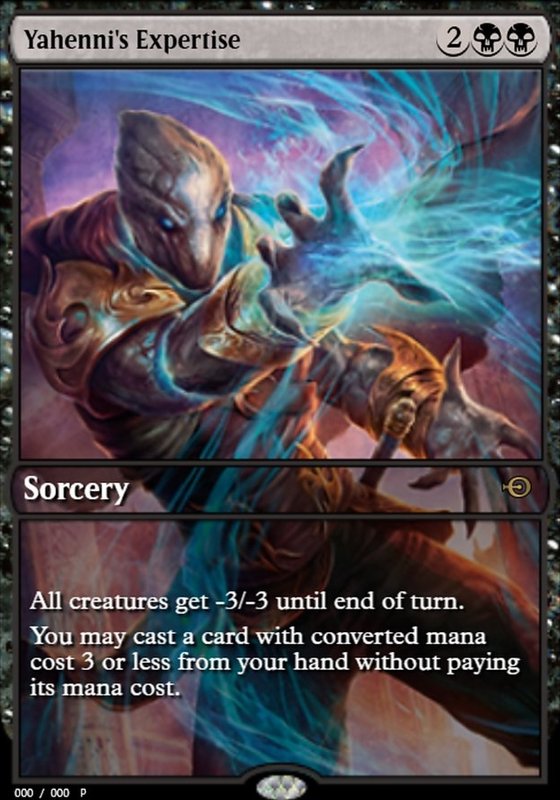 Yahenni's Expertise 2
Sorcery
All creatures get -3/-3 until end of turn.
You may cast a card with converted mana
cost 3 or less from your hand without paying
its mana cost.
000 / 000 P